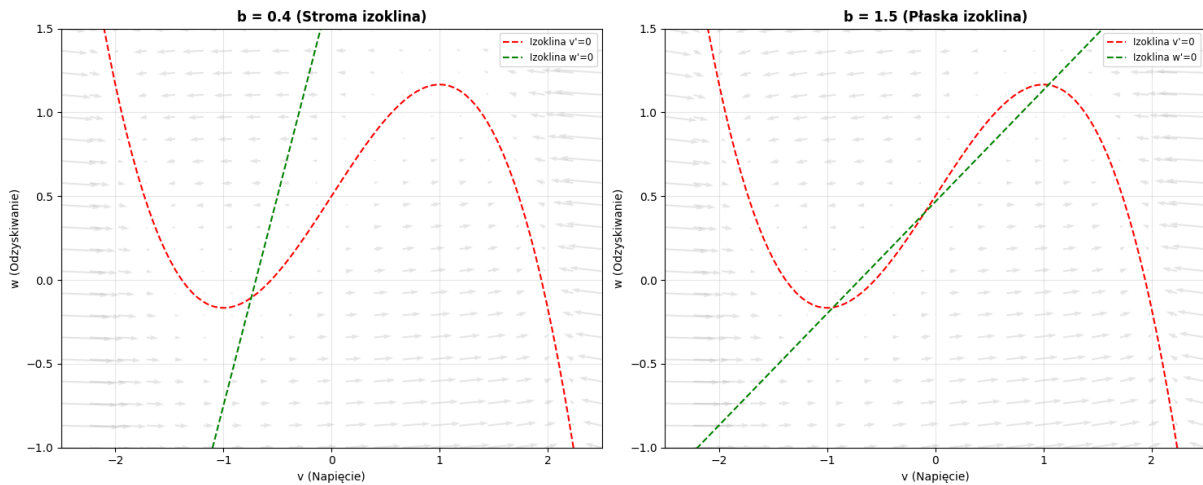 b = 0.4 (Stroma izoklina)
1.5
1.0
0.5
0.0
−0.5
−1.0
w (Odzyskiwanie)
−2
−1
0
1
2
v (Napięcie)
Izoklina v'=0
Izoklina w'=0
b = 1.5 (Płaska izoklina)
1.5
1.0
0.5
0.0
−0.5
−1.0
w (Odzyskiwanie)
−2
−1
0
1
2
v (Napięcie)
Izoklina v'=0
Izoklina w'=0